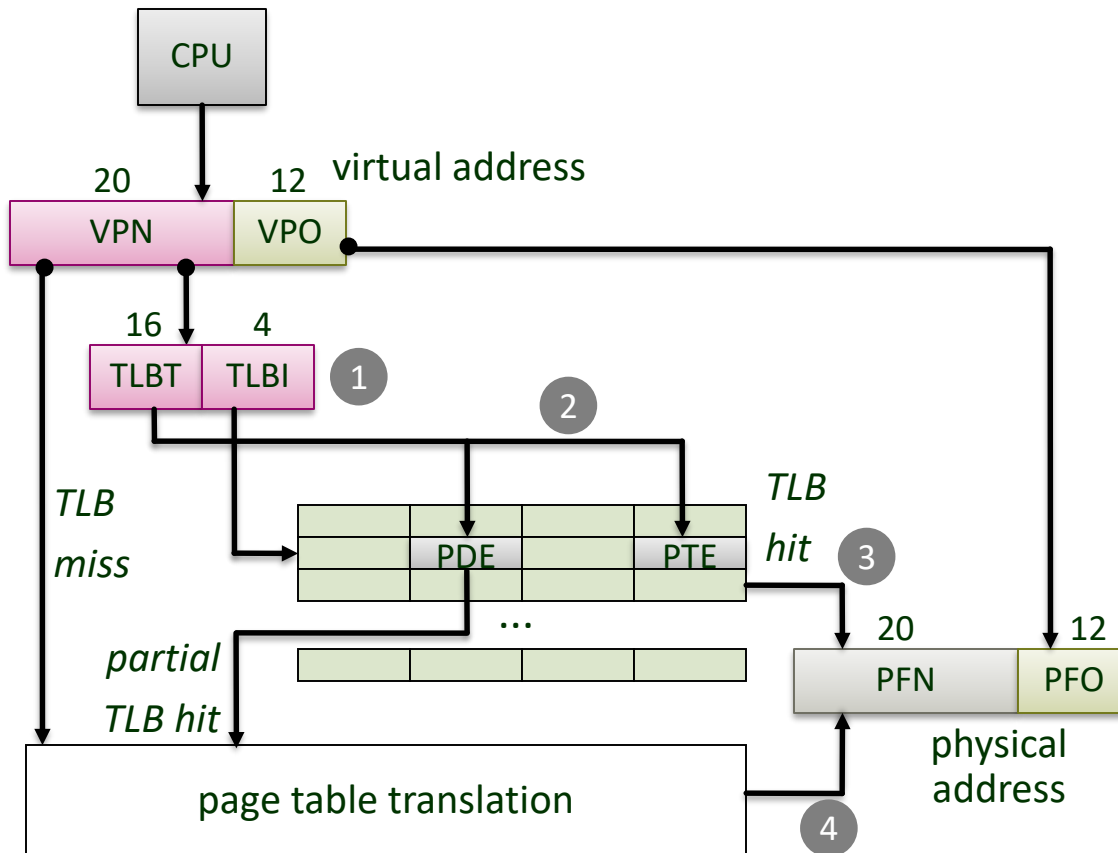 CPU
virtual address
20
12
VPN
VPO
16
4
TLBT
TLBI
1
2
TLB
miss
TLB
hit
PDE
PTE
3
...
partial
TLB hit
20
12
PFN
PFO
physical
address
page table translation
4